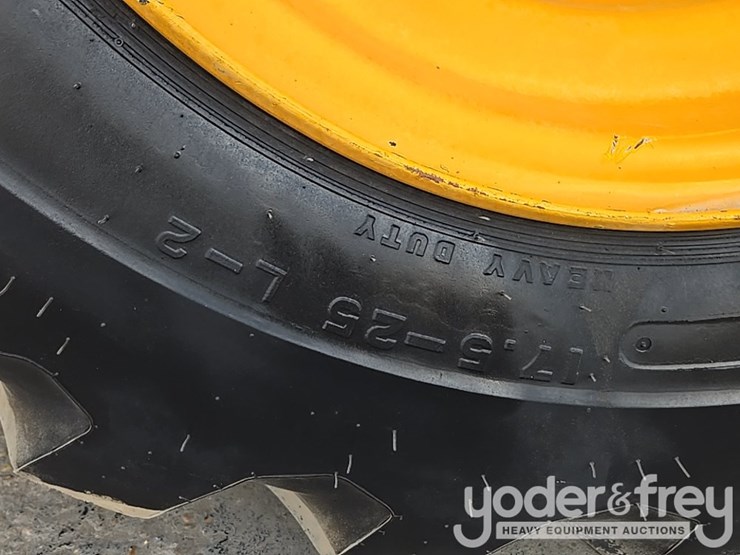 HEAVY DUTY
17.5-25 L-2
yoder&frey
HEAVY EQUIPMENT AUCTIONS